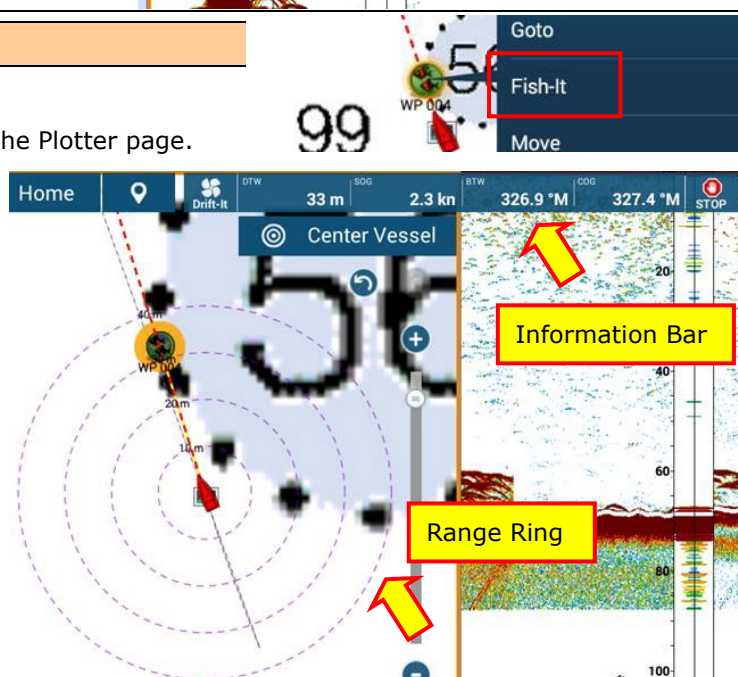 Goto
Fish-It
WP 004
99
Move
he Plotter page.
Home
Drift-It
DTW
33 m
SOG
2.3 kn
BTW
326.9 °M
COG
327.4 °M
STOP
Center Vessel
20
Information Bar
40 m
WP 004
40
20 m
10 m
60
Range Ring
80
100